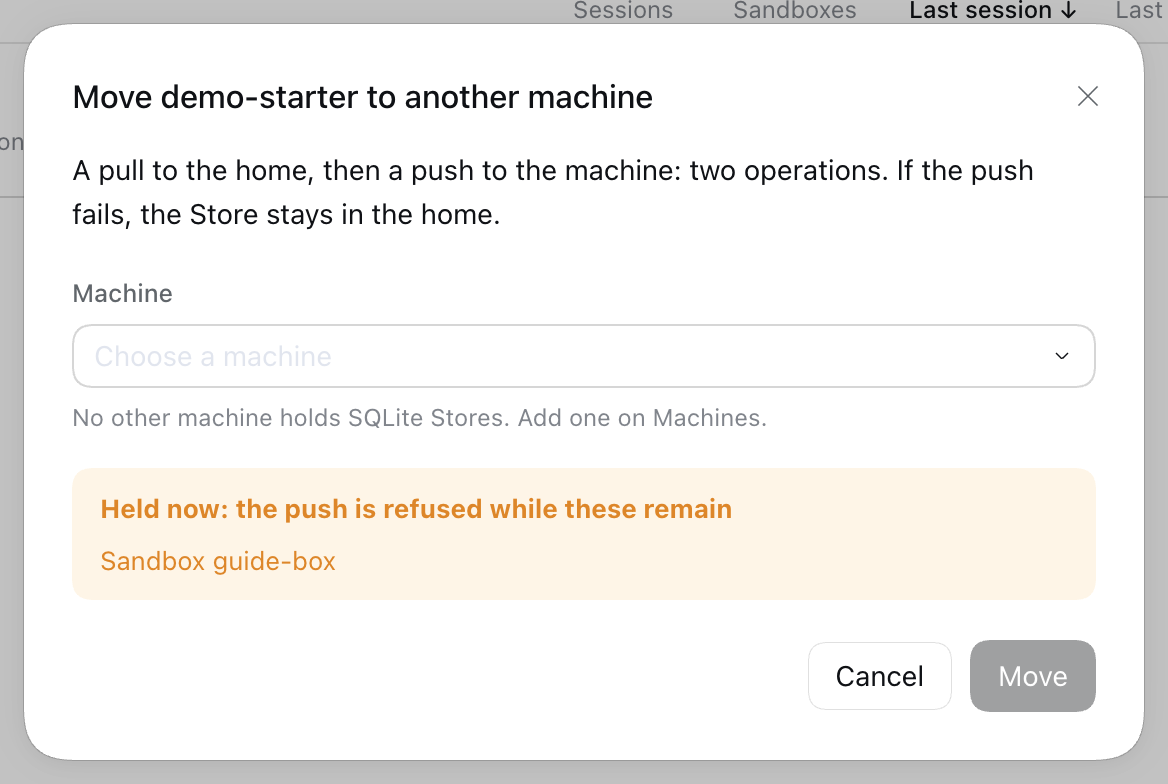 Sessions Sandboxes Last session ↓ Last
on
Move demo-starter to another machine
A pull to the home, then a push to the machine: two operations. If the push
fails, the Store stays in the home.
Machine
Choose a machine
No other machine holds SQLite Stores. Add one on Machines.
Held now: the push is refused while these remain
Sandbox guide-box
Cancel Move